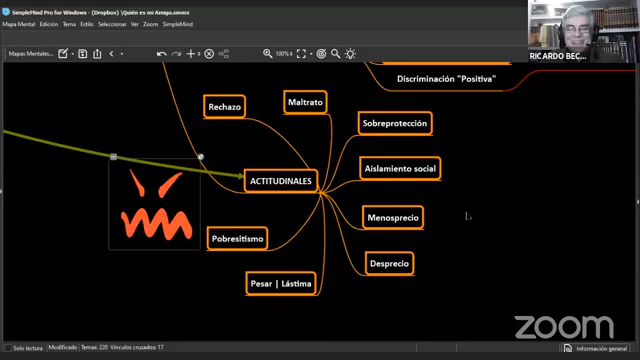 SimpleMind Pro for Windows - (Dropbox) \Quién es mi Amigo.smmx
Mapa Mental Edición Tema Estilo Seleccionar Ver Zoom SimpleMind
Mapas Mentales...
100%
RICARDO BEC...
Discriminación "Positiva"
Rechazo
Maltrato
Sobreprotección
Aislamiento social
ACTITUDINALES
Menosprecio
Pobresitismo
Desprecio
Pesar | Lástima
zoom
Solo lectura Modificado Temas: 220 Vínculos cruzados: 17 Información general